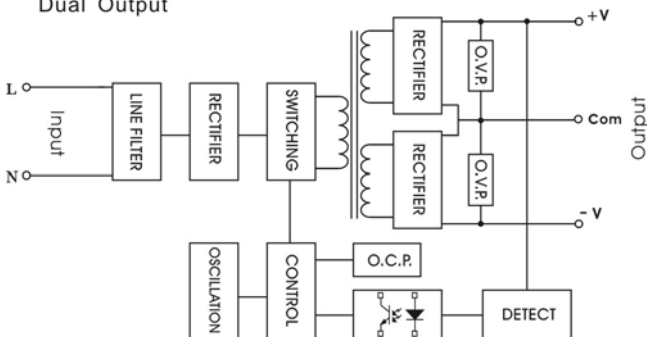 Dual Output
L
N
Input
LINE FILTER
RECTIFIER
SWITCHING
RECTIFIER
RECTIFIER
O.V.P.
O.V.P.
+V
Com
- V
Output
OSCILLATION
CONTROL
O.C.P.
DETECT